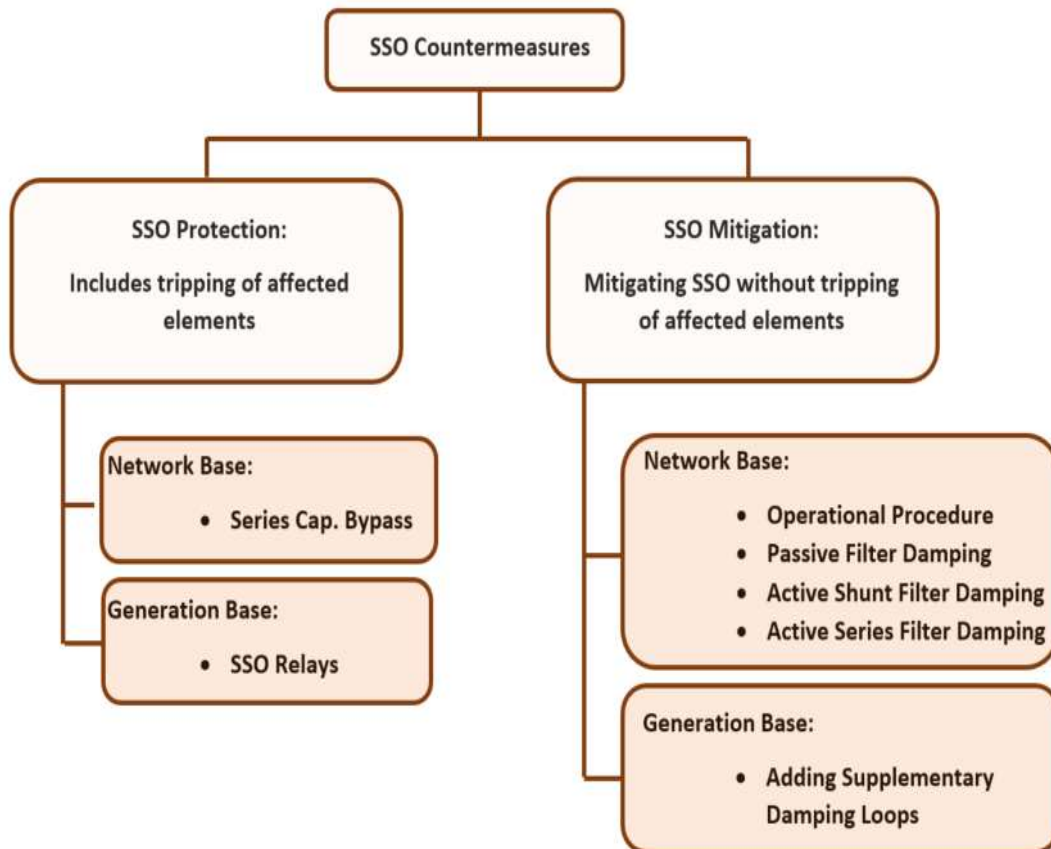 SSO Countermeasures
SSO Protection:
Includes tripping of affected
elements
Network Base:
• Series Cap. Bypass
Generation Base:
• SSO Relays
SSO Mitigation:
Mitigating SSO without tripping
of affected elements
Network Base:
• Operational Procedure
• Passive Filter Damping
• Active Shunt Filter Damping
• Active Series Filter Damping
Generation Base:
• Adding Supplementary
Damping Loops